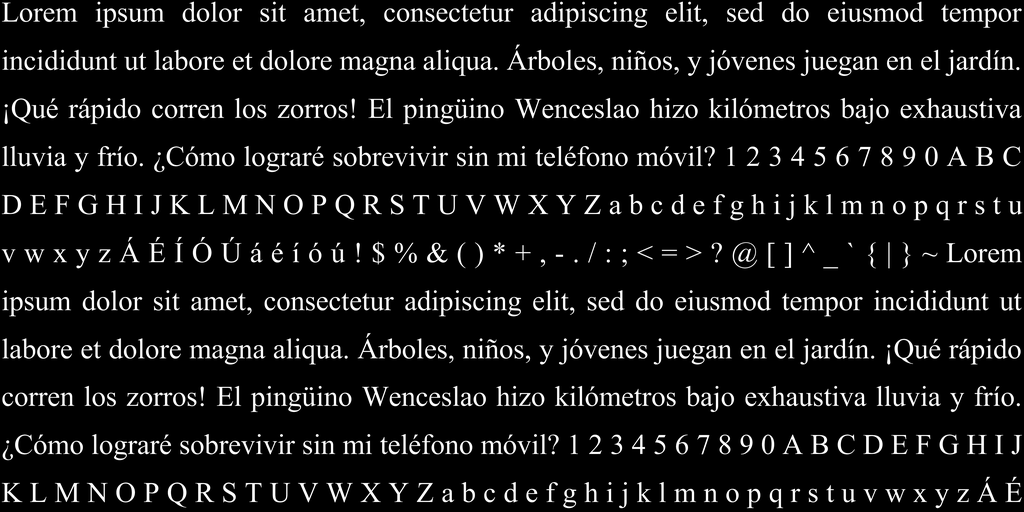 Lorem ipsum dolor sit amet, consectetur adipiscing elit, sed do eiusmod tempor
incididunt ut labore et dolore magna aliqua. Árboles, niños, y jóvenes juegan en el jardín.
¡Qué rápido corren los zorros! El pingüino Wenceslao hizo kilómetros bajo exhaustiva
lluvia y frío. ¿Cómo lograré sobrevivir sin mi teléfono móvil? 1 2 3 4 5 6 7 8 9 0 A B C
D E F G H I J K L M N O P Q R S T U V W X Y Z a b c d e f g h i j k l m n o p q r s t u
v w x y z Á É Í Ó Ú á é í ó ú ! $ % & ( ) * + , - . / : ; < = > ? @ [ ] ^ _ ` { | } ~ Lorem
ipsum dolor sit amet, consectetur adipiscing elit, sed do eiusmod tempor incididunt ut
labore et dolore magna aliqua. Árboles, niños, y jóvenes juegan en el jardín. ¡Qué rápido
corren los zorros! El pingüino Wenceslao hizo kilómetros bajo exhaustiva lluvia y frío.
¿Cómo lograré sobrevivir sin mi teléfono móvil? 1 2 3 4 5 6 7 8 9 0 A B C D E F G H I J
K L M N O P Q R S T U V W X Y Z a b c d e f g h i j k l m n o p q r s t u v w x y z Á É